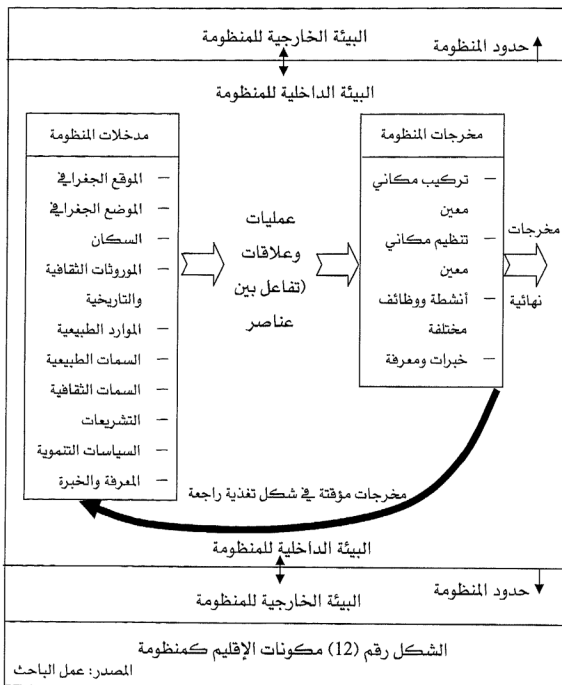 البيئة الخارجية للمنظومة
حدود المنظومة
البيئة الداخلية للمنظومة
مدخلات المنظومة
– الموقع الجغرافي
– الموضع الجغرافي
– السكان
– الموروثات الثقافية
والتاريخية
– الموارد الطبيعية
– السمات الطبيعية
– السمات الثقافية
– التشريعات
– السياسات التنموية
– المعرفة والخبرة
عمليات
وعلاقات
(تفاعل بين
عناصر
مخرجات المنظومة
– تركيب مكاني
معين
– تنظيم مكاني
معين
– أنشطة ووظائف
مختلفة
– خبرات ومعرفة
مخرجات
نهائية
مخرجات مؤقتة في شكل تغذية راجعة
البيئة الداخلية للمنظومة
حدود المنظومة
البيئة الخارجية للمنظومة
الشكل رقم (12) مكونات الإقليم كمنظومة
المصدر: عمل الباحث